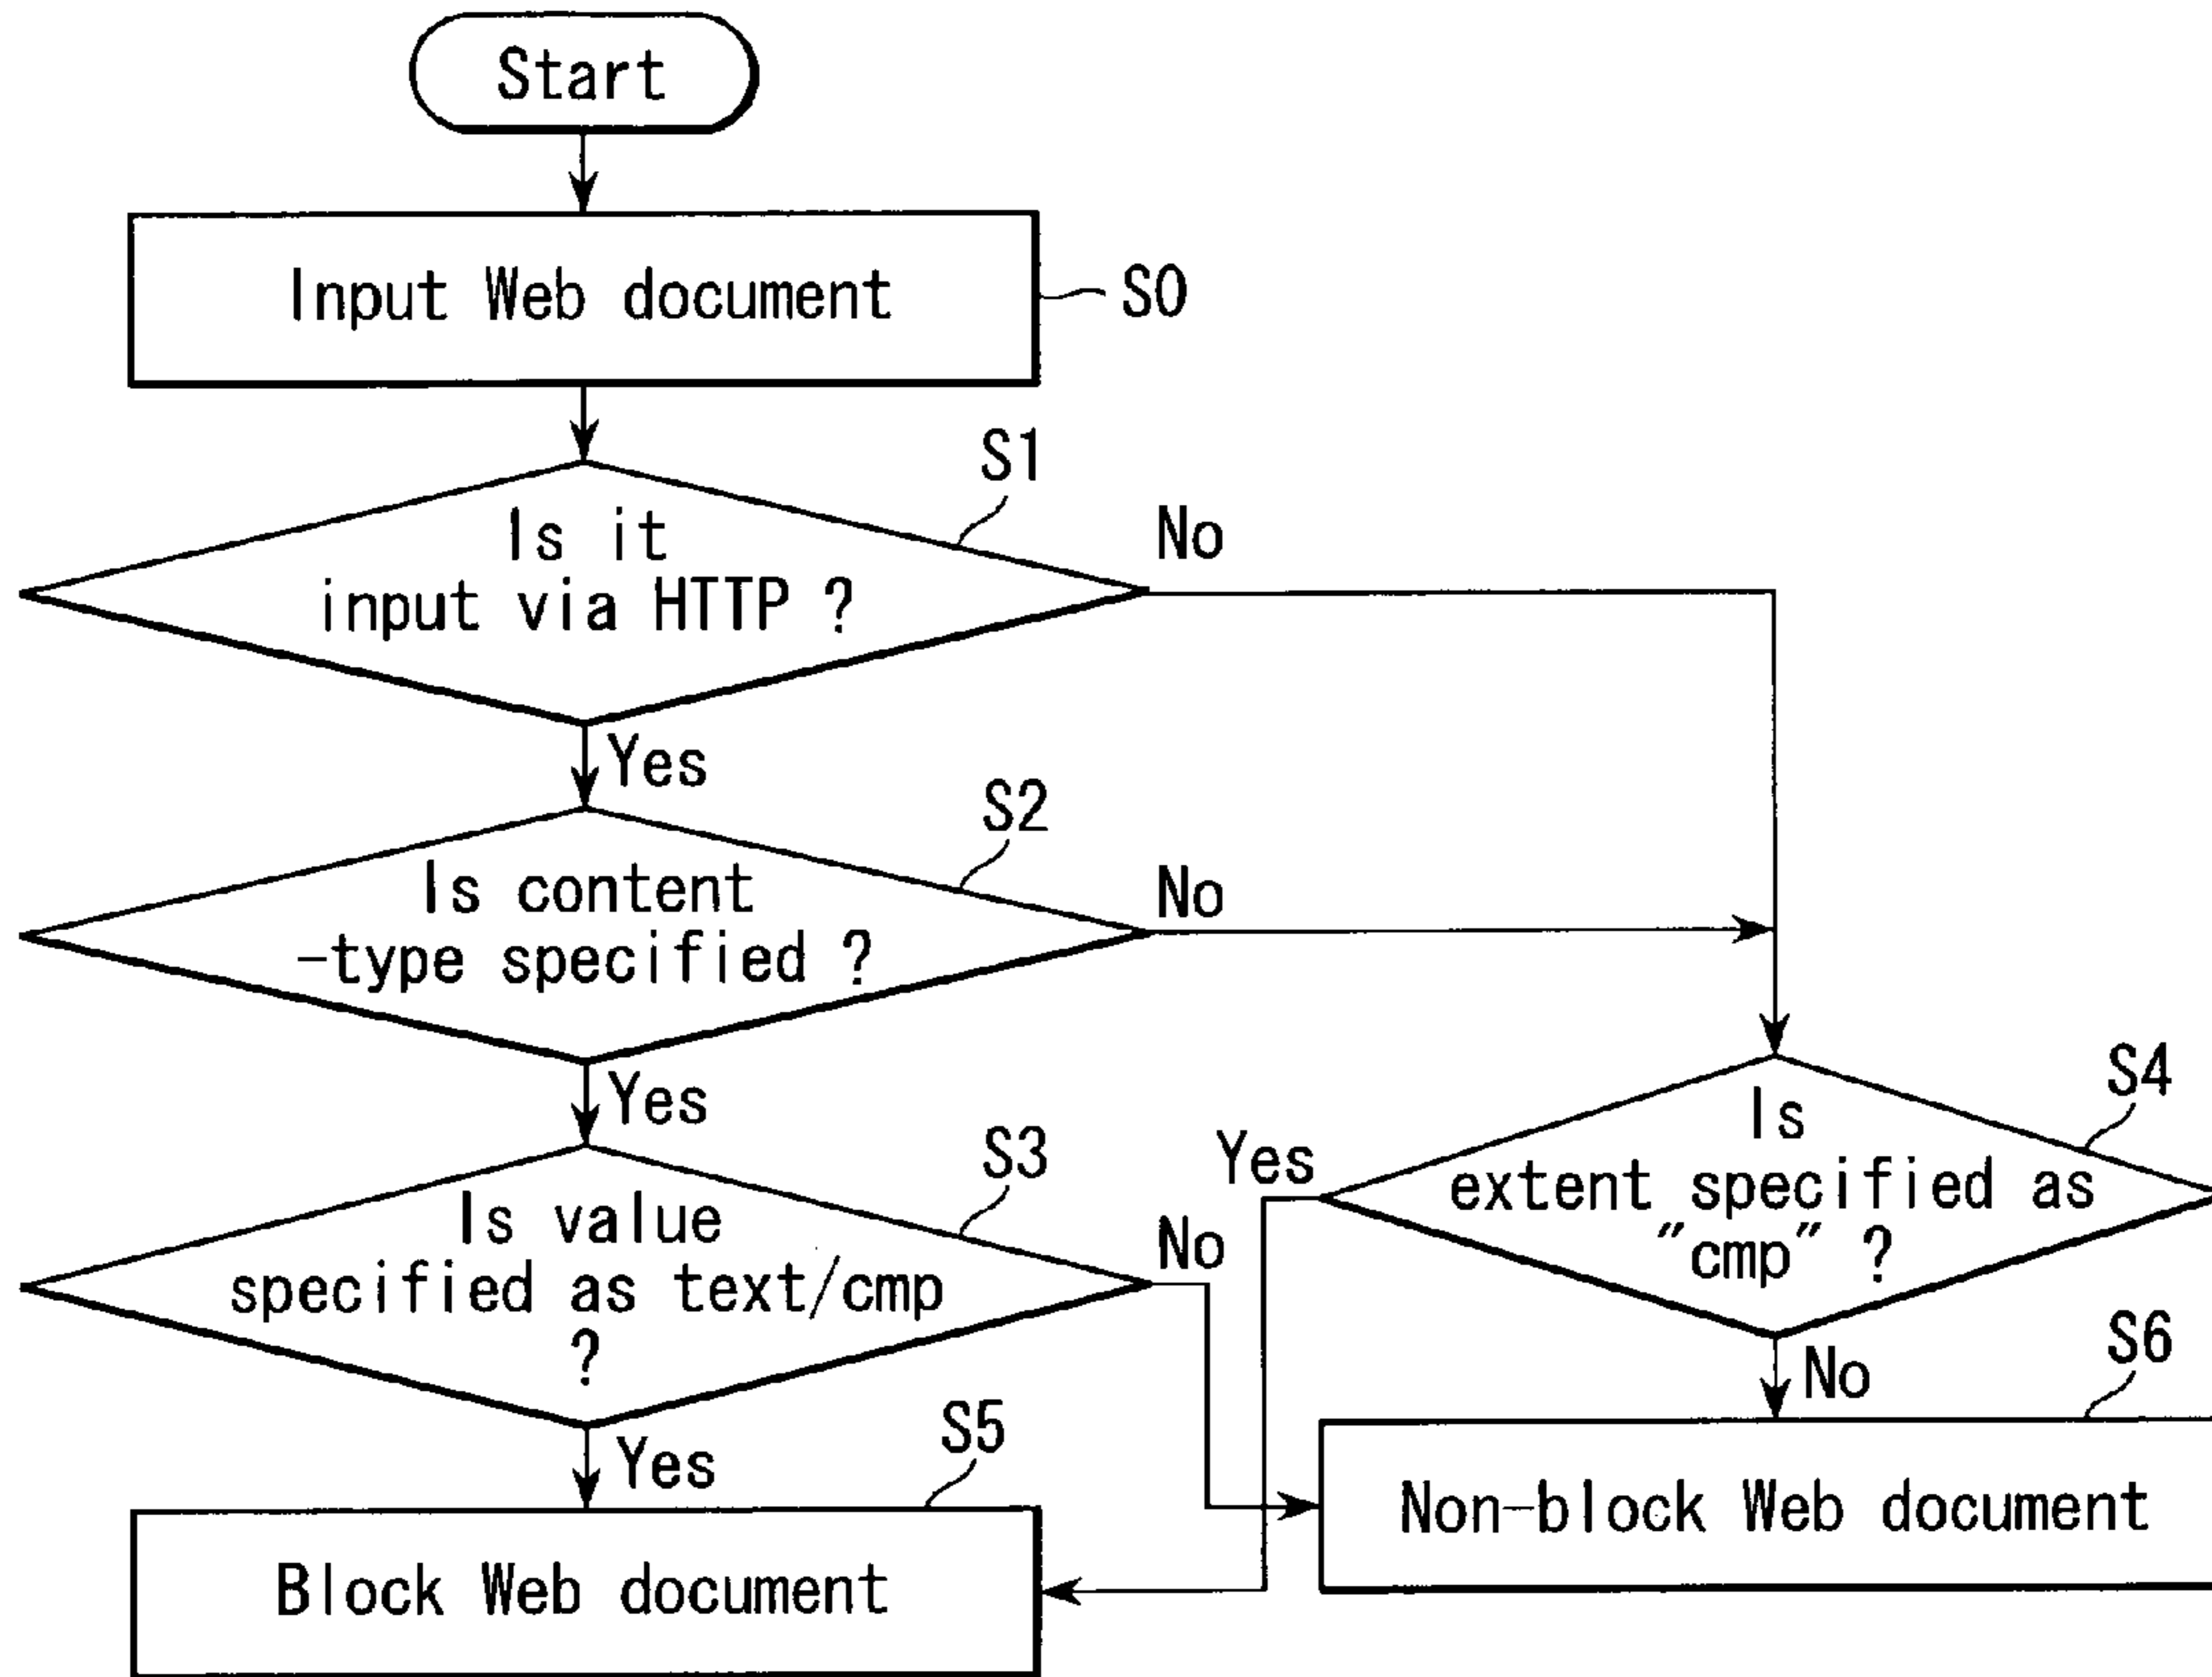 Start
Input Web document
S0
S1
Is it
input via HTTP ?
No
Yes
S2
Is content
-type specified ?
No
Yes
S3
Is value
specified as text/cmp
?
No
Yes
S4
Is
extent specified as
"cmp" ?
Yes
No
S5
Block Web document
S6
Non-block Web document